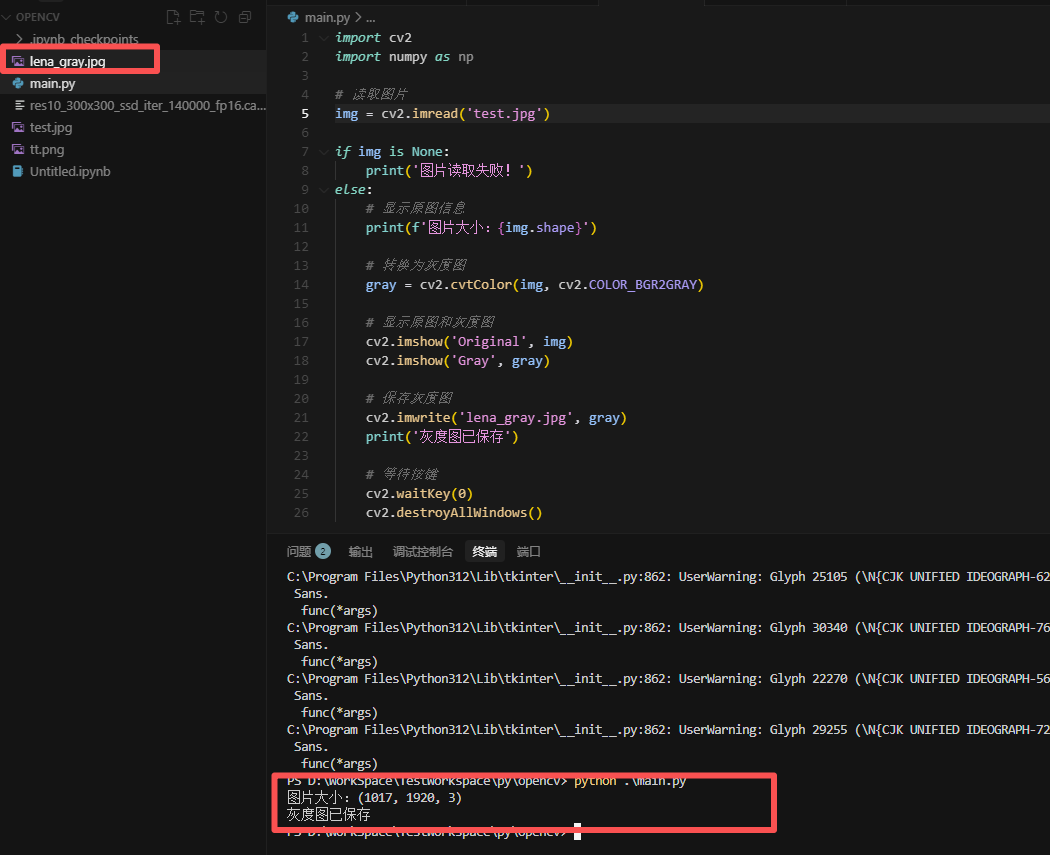 OPENCV
.ipynb_checkpoints
lena_gray.jpg
main.py
res10_300x300_ssd_iter_140000_fp16.ca...
test.jpg
tt.png
Untitled.ipynb
main.py > ...
1 import cv2
2 import numpy as np
3
4 # 读取图片
5 img = cv2.imread('test.jpg')
6
7 if img is None:
8 print('图片读取失败！')
9 else:
10 # 显示原图信息
11 print(f'图片大小：{img.shape}')
12
13 # 转换为灰度图
14 gray = cv2.cvtColor(img, cv2.COLOR_BGR2GRAY)
15
16 # 显示原图和灰度图
17 cv2.imshow('Original', img)
18 cv2.imshow('Gray', gray)
19
20 # 保存灰度图
21 cv2.imwrite('lena_gray.jpg', gray)
22 print('灰度图已保存')
23
24 # 等待按键
25 cv2.waitKey(0)
26 cv2.destroyAllWindows()
问题 2 输出 调试控制台 终端 端口
C:\Program Files\Python312\Lib\tkinter\__init__.py:862: UserWarning: Glyph 25105 (\N{CJK UNIFIED IDEOGRAPH-62
Sans.
func(*args)
C:\Program Files\Python312\Lib\tkinter\__init__.py:862: UserWarning: Glyph 30340 (\N{CJK UNIFIED IDEOGRAPH-76
Sans.
func(*args)
C:\Program Files\Python312\Lib\tkinter\__init__.py:862: UserWarning: Glyph 22270 (\N{CJK UNIFIED IDEOGRAPH-56
Sans.
func(*args)
C:\Program Files\Python312\Lib\tkinter\__init__.py:862: UserWarning: Glyph 29255 (\N{CJK UNIFIED IDEOGRAPH-72
Sans.
func(*args)
PS D:\WorkSpace\TestWorkspace\py\opencv> python .\main.py
图片大小：(1017, 1920, 3)
灰度图已保存
PS D:\WorkSpace\TestWorkspace\py\opencv>